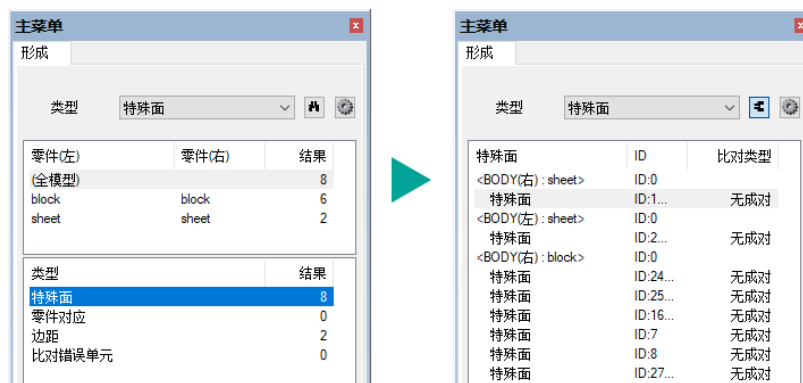 主菜单
形成
类型 特殊面
零件(左) 零件(右) 结果
(全模型) 8
block block 6
sheet sheet 2
类型 结果
特殊面 8
零件对应 0
边距 2
比对错误单元 0
主菜单
形成
类型 特殊面
特殊面 ID 比对类型
<BODY(右) : sheet> ID:0
特殊面 ID:1... 无成对
<BODY(左) : sheet> ID:0
特殊面 ID:2... 无成对
<BODY(右) : block> ID:0
特殊面 ID:24... 无成对
特殊面 ID:25... 无成对
特殊面 ID:16... 无成对
特殊面 ID:7 无成对
特殊面 ID:8 无成对
特殊面 ID:27... 无成对